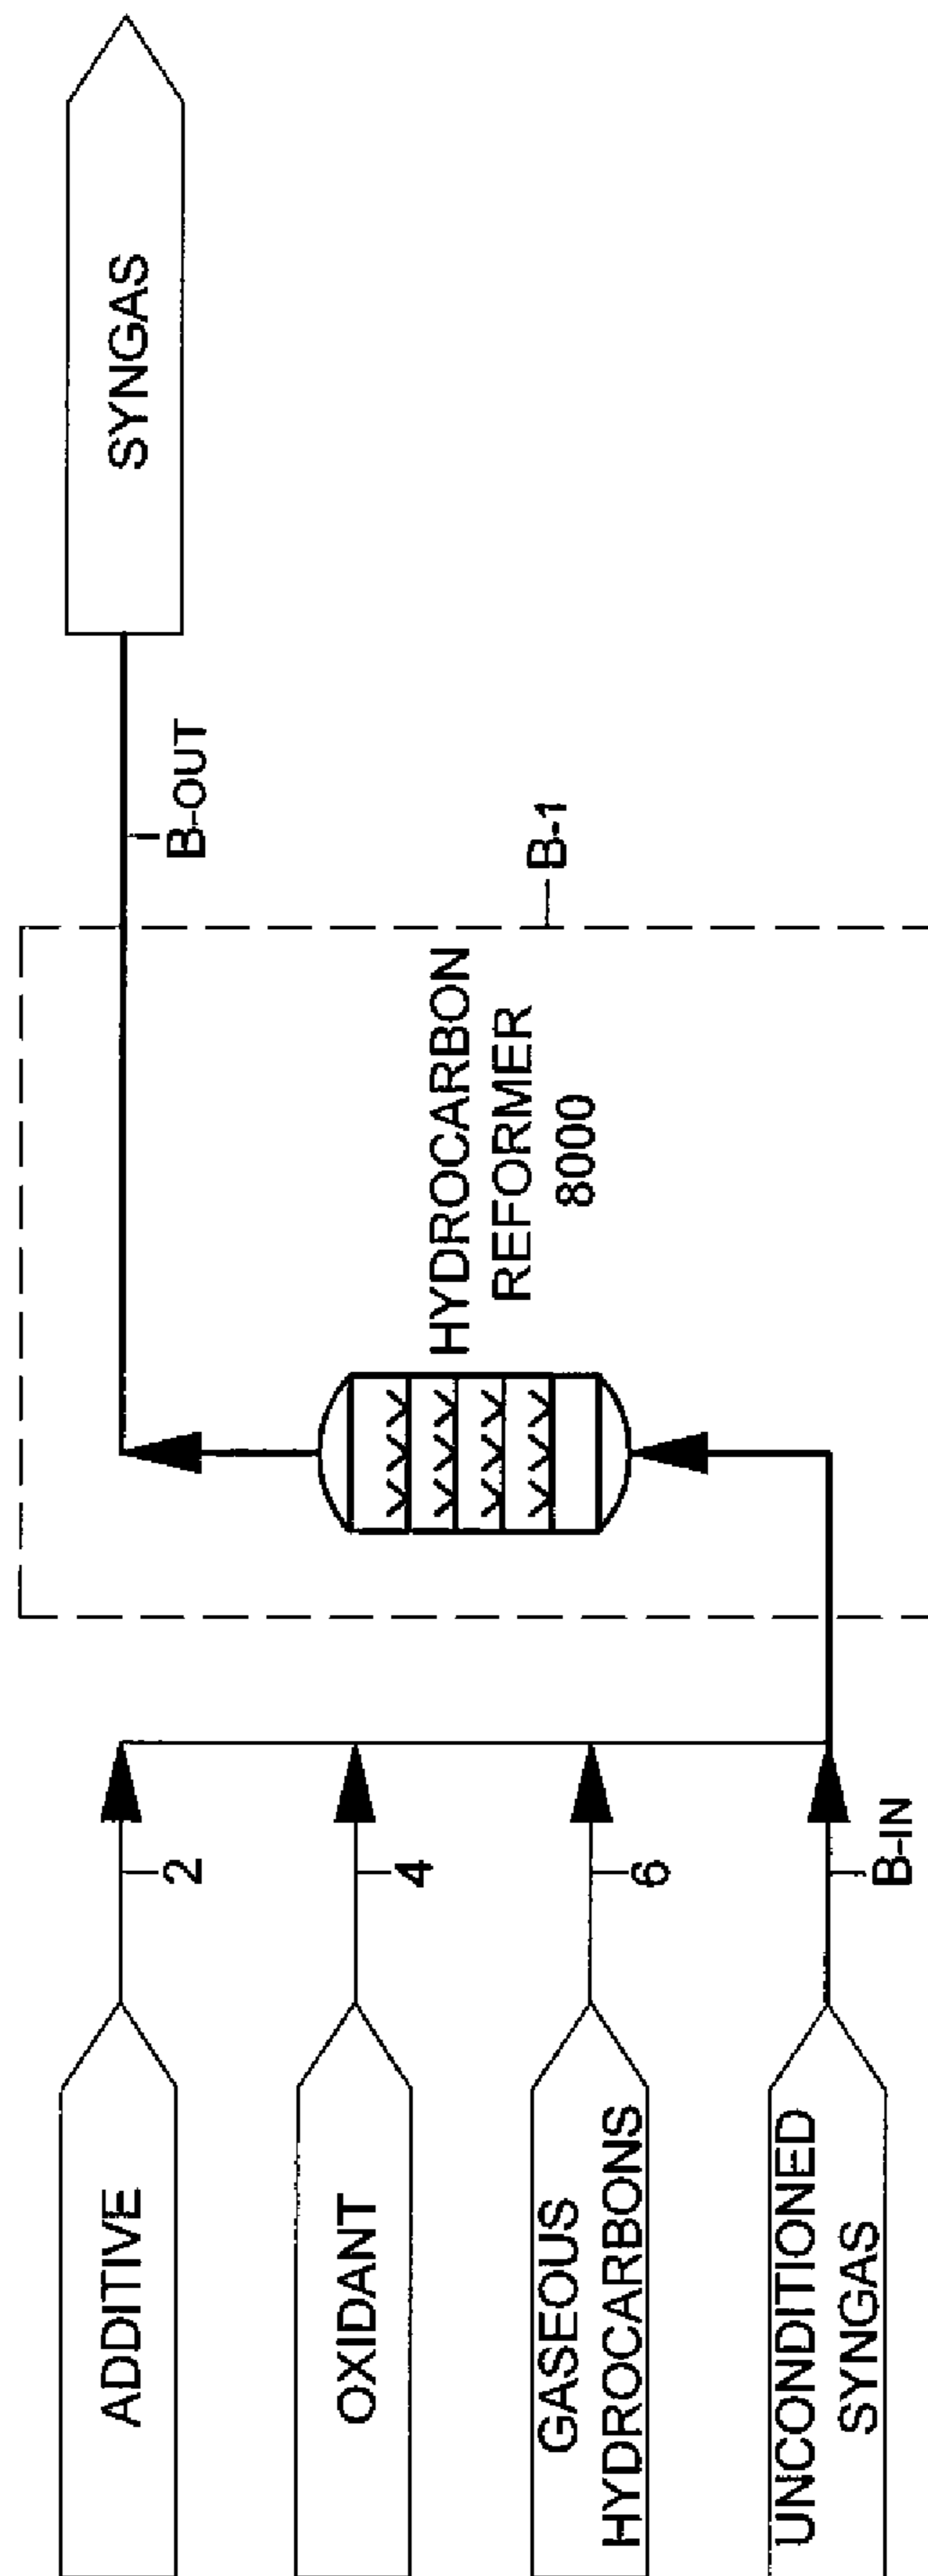 ADDITIVE
2
OXIDANT
4
GASEOUS
HYDROCARBONS
6
UNCONDITIONED
SYNGAS
B-IN
HYDROCARBON
REFORMER
8000
B-1
B-OUT
SYNGAS